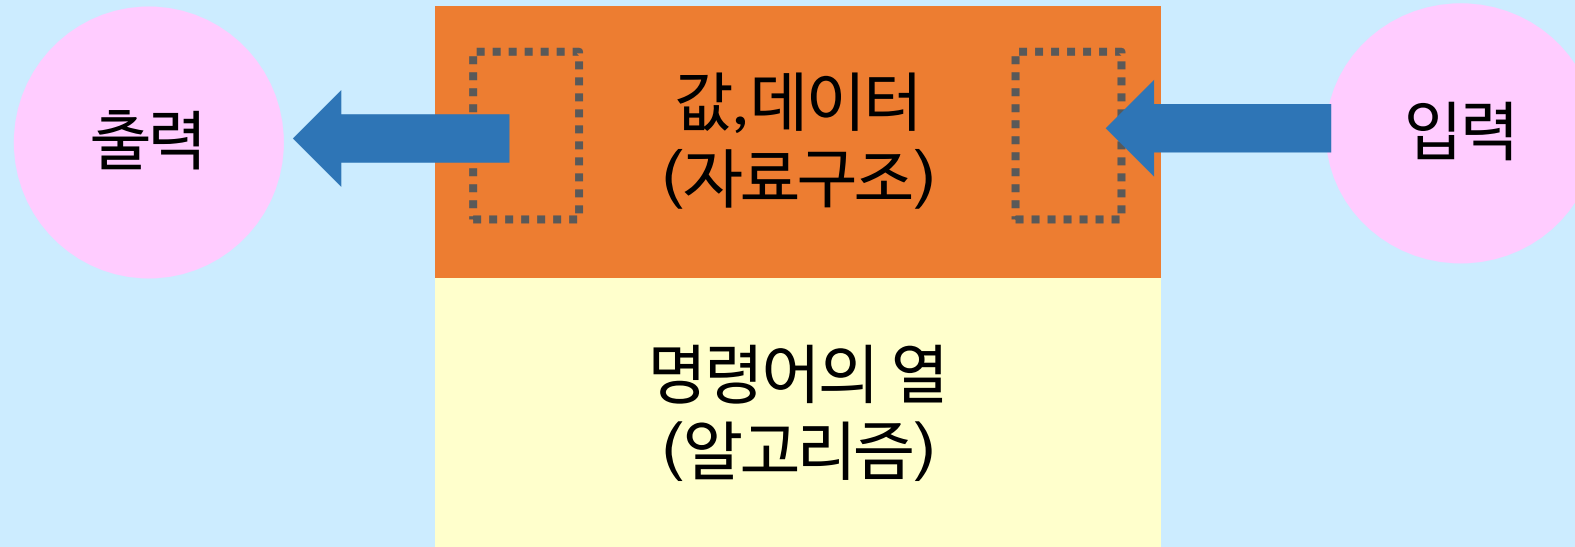 출력
값,데이터
(자료구조)
입력
명령어의 열
(알고리즘)